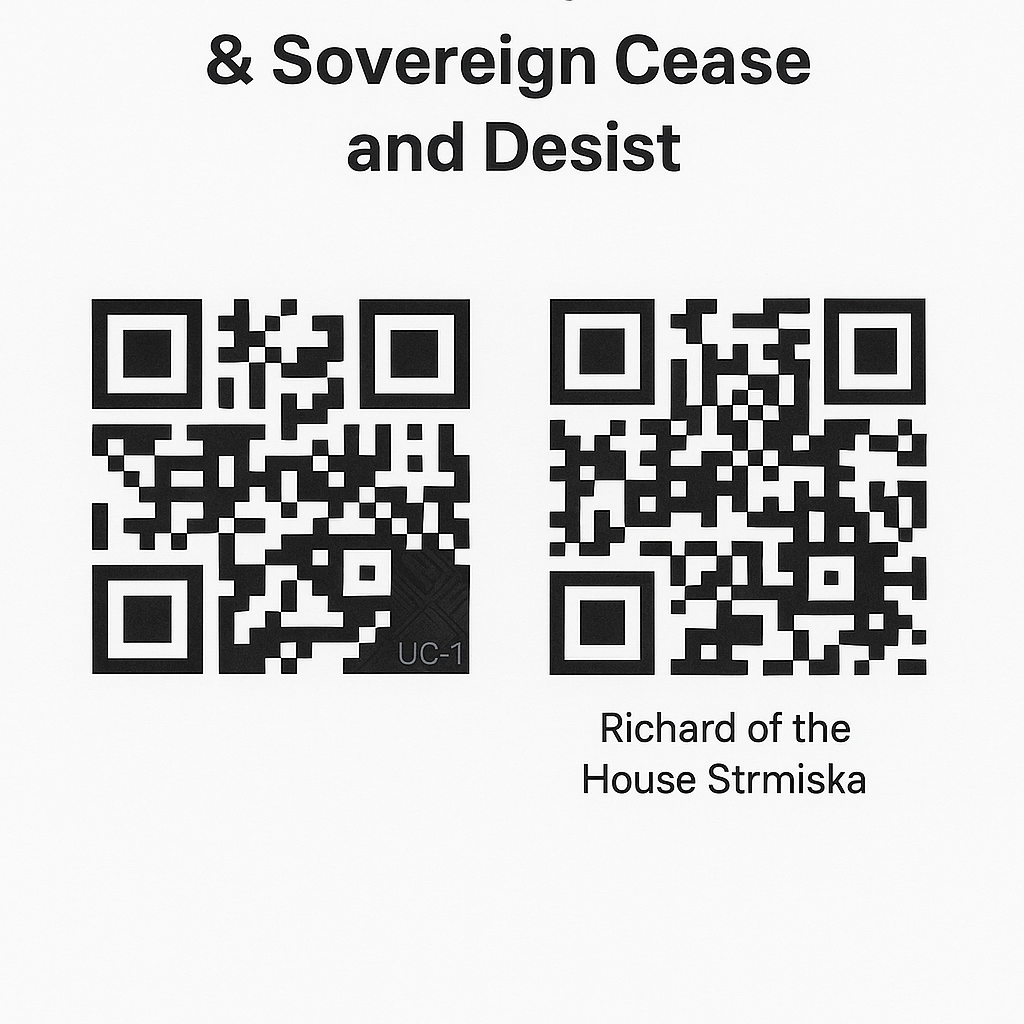 & Sovereign Cease
and Desist
UC-1
Richard of the
House Strmiska